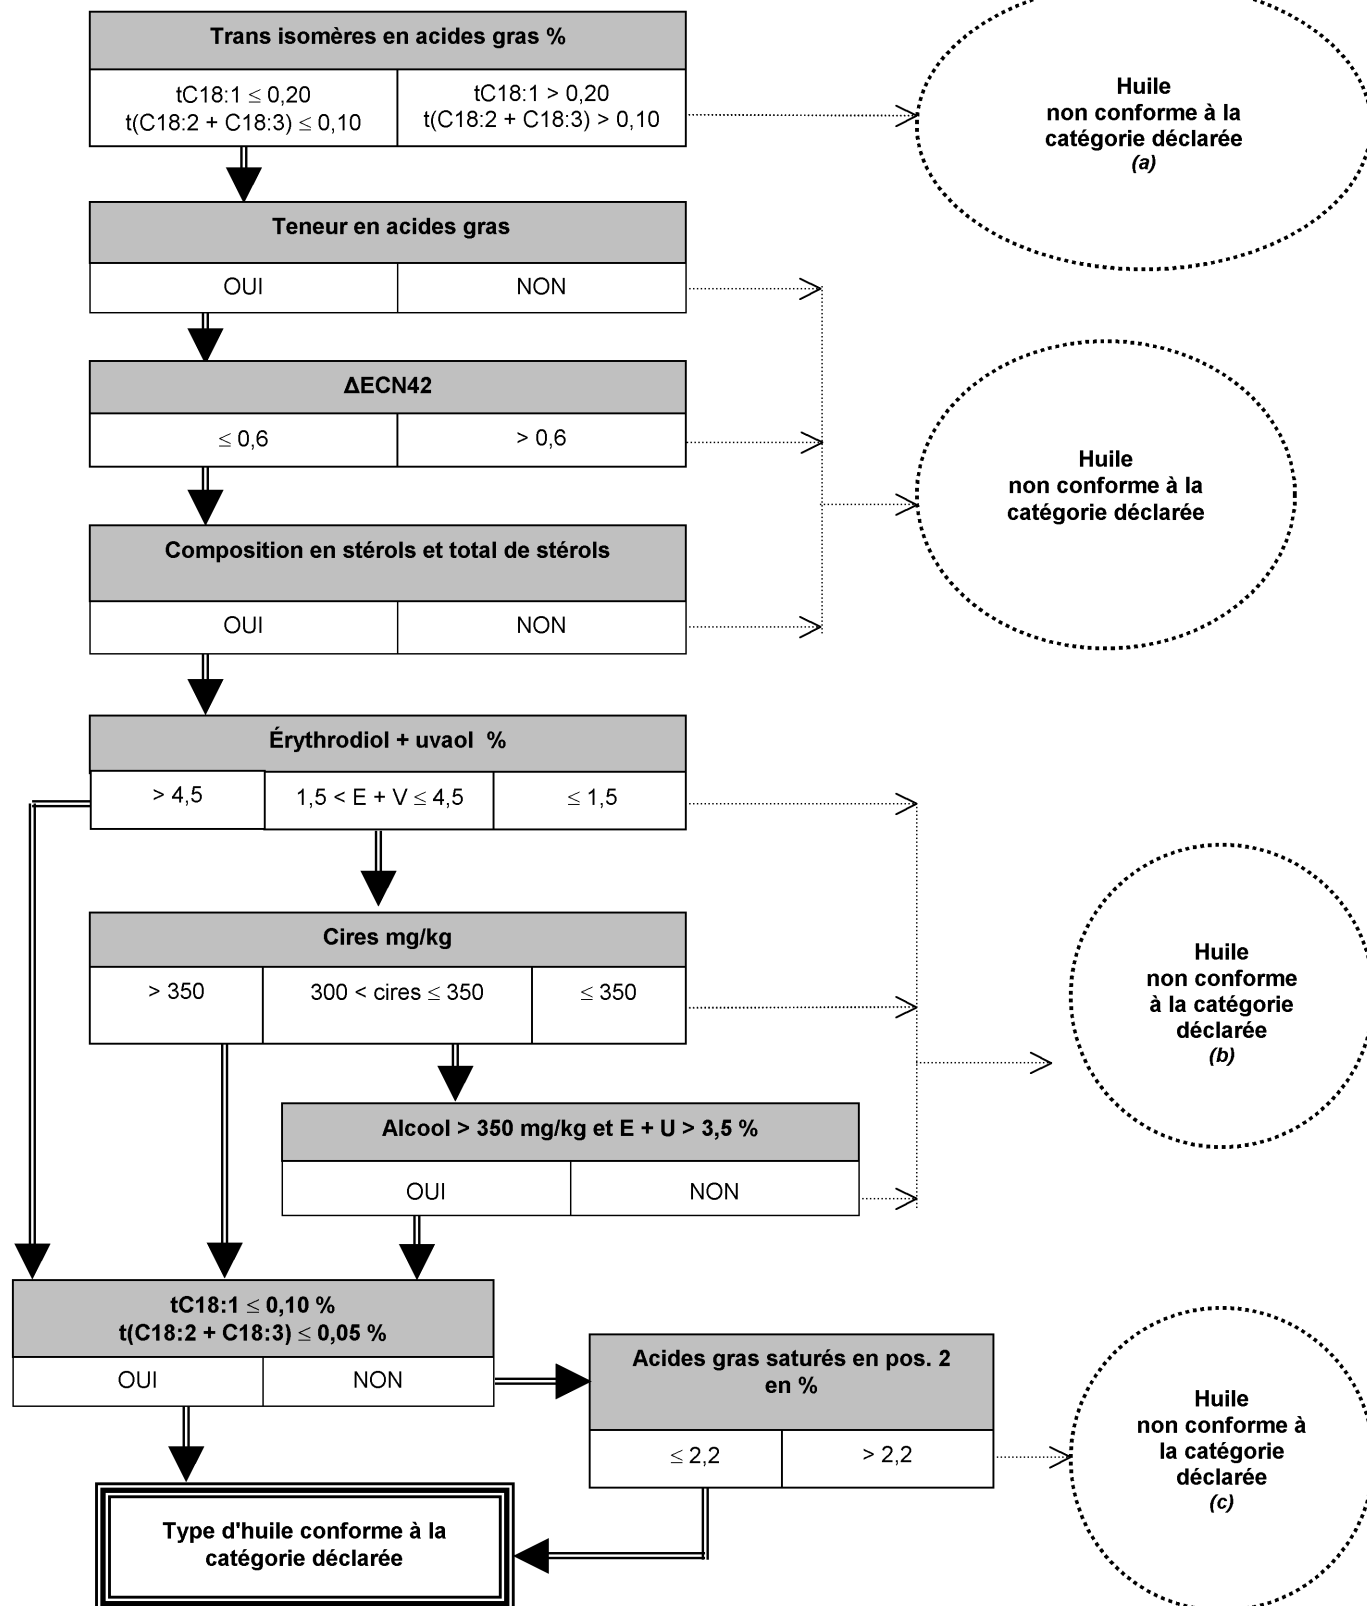 Trans isomères en acides gras %
tC18:1 ≤ 0,20
t(C18:2 + C18:3) ≤ 0,10
tC18:1 > 0,20
t(C18:2 + C18:3) > 0,10
Huile
non conforme à la
catégorie déclarée
(a)
Teneur en acides gras
OUI
NON
ΔECN42
≤ 0,6
> 0,6
Huile
non conforme à la
catégorie déclarée
Composition en stérols et total de stérols
OUI
NON
Érythrodiol + uvaol %
> 4,5
1,5 < E + V ≤ 4,5
≤ 1,5
Cires mg/kg
> 350
300 < cires ≤ 350
≤ 350
Huile
non conforme
à la catégorie
déclarée
(b)
Alcool > 350 mg/kg et E + U > 3,5 %
OUI
NON
tC18:1 ≤ 0,10 %
t(C18:2 + C18:3) ≤ 0,05 %
OUI
NON
Acides gras saturés en pos. 2
en %
≤ 2,2
> 2,2
Huile
non conforme à
la catégorie
déclarée
(c)
Type d'huile conforme à la
catégorie déclarée